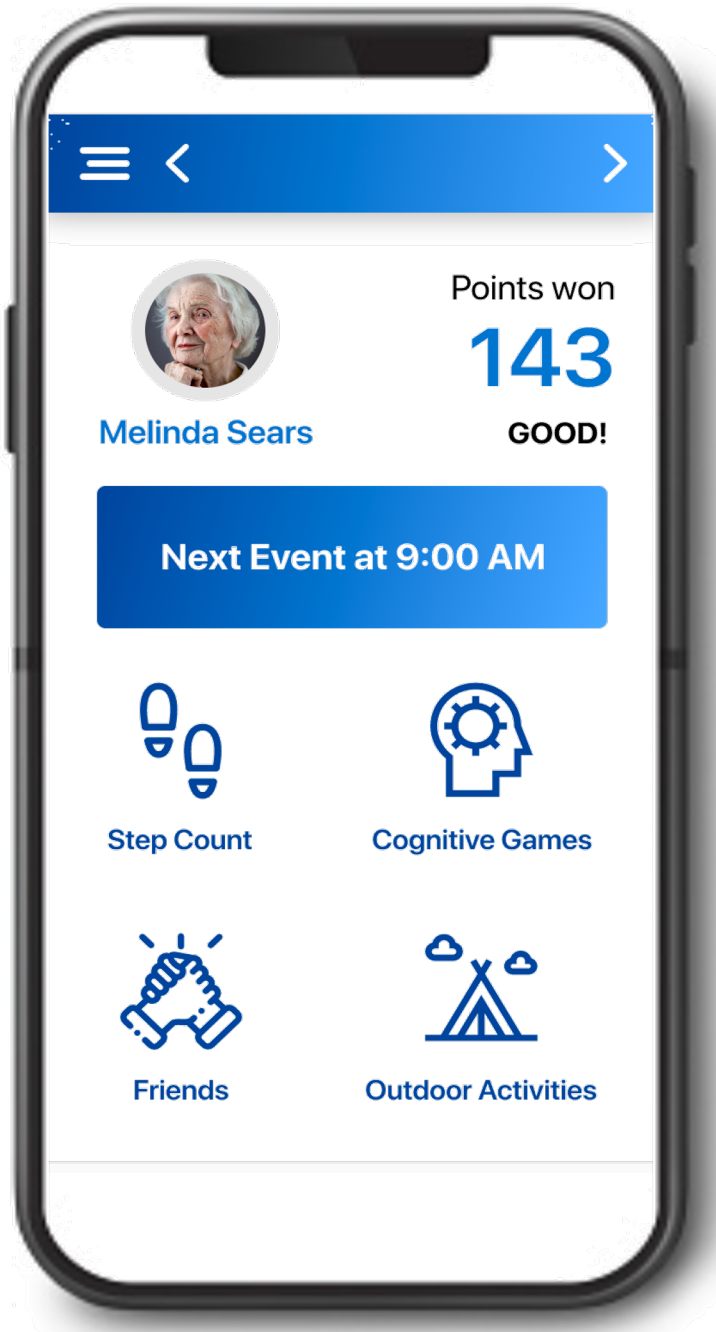 Points won
143
Melinda Sears
GOOD!
Next Event at 9:00 AM
Step Count
Cognitive Games
Friends
Outdoor Activities